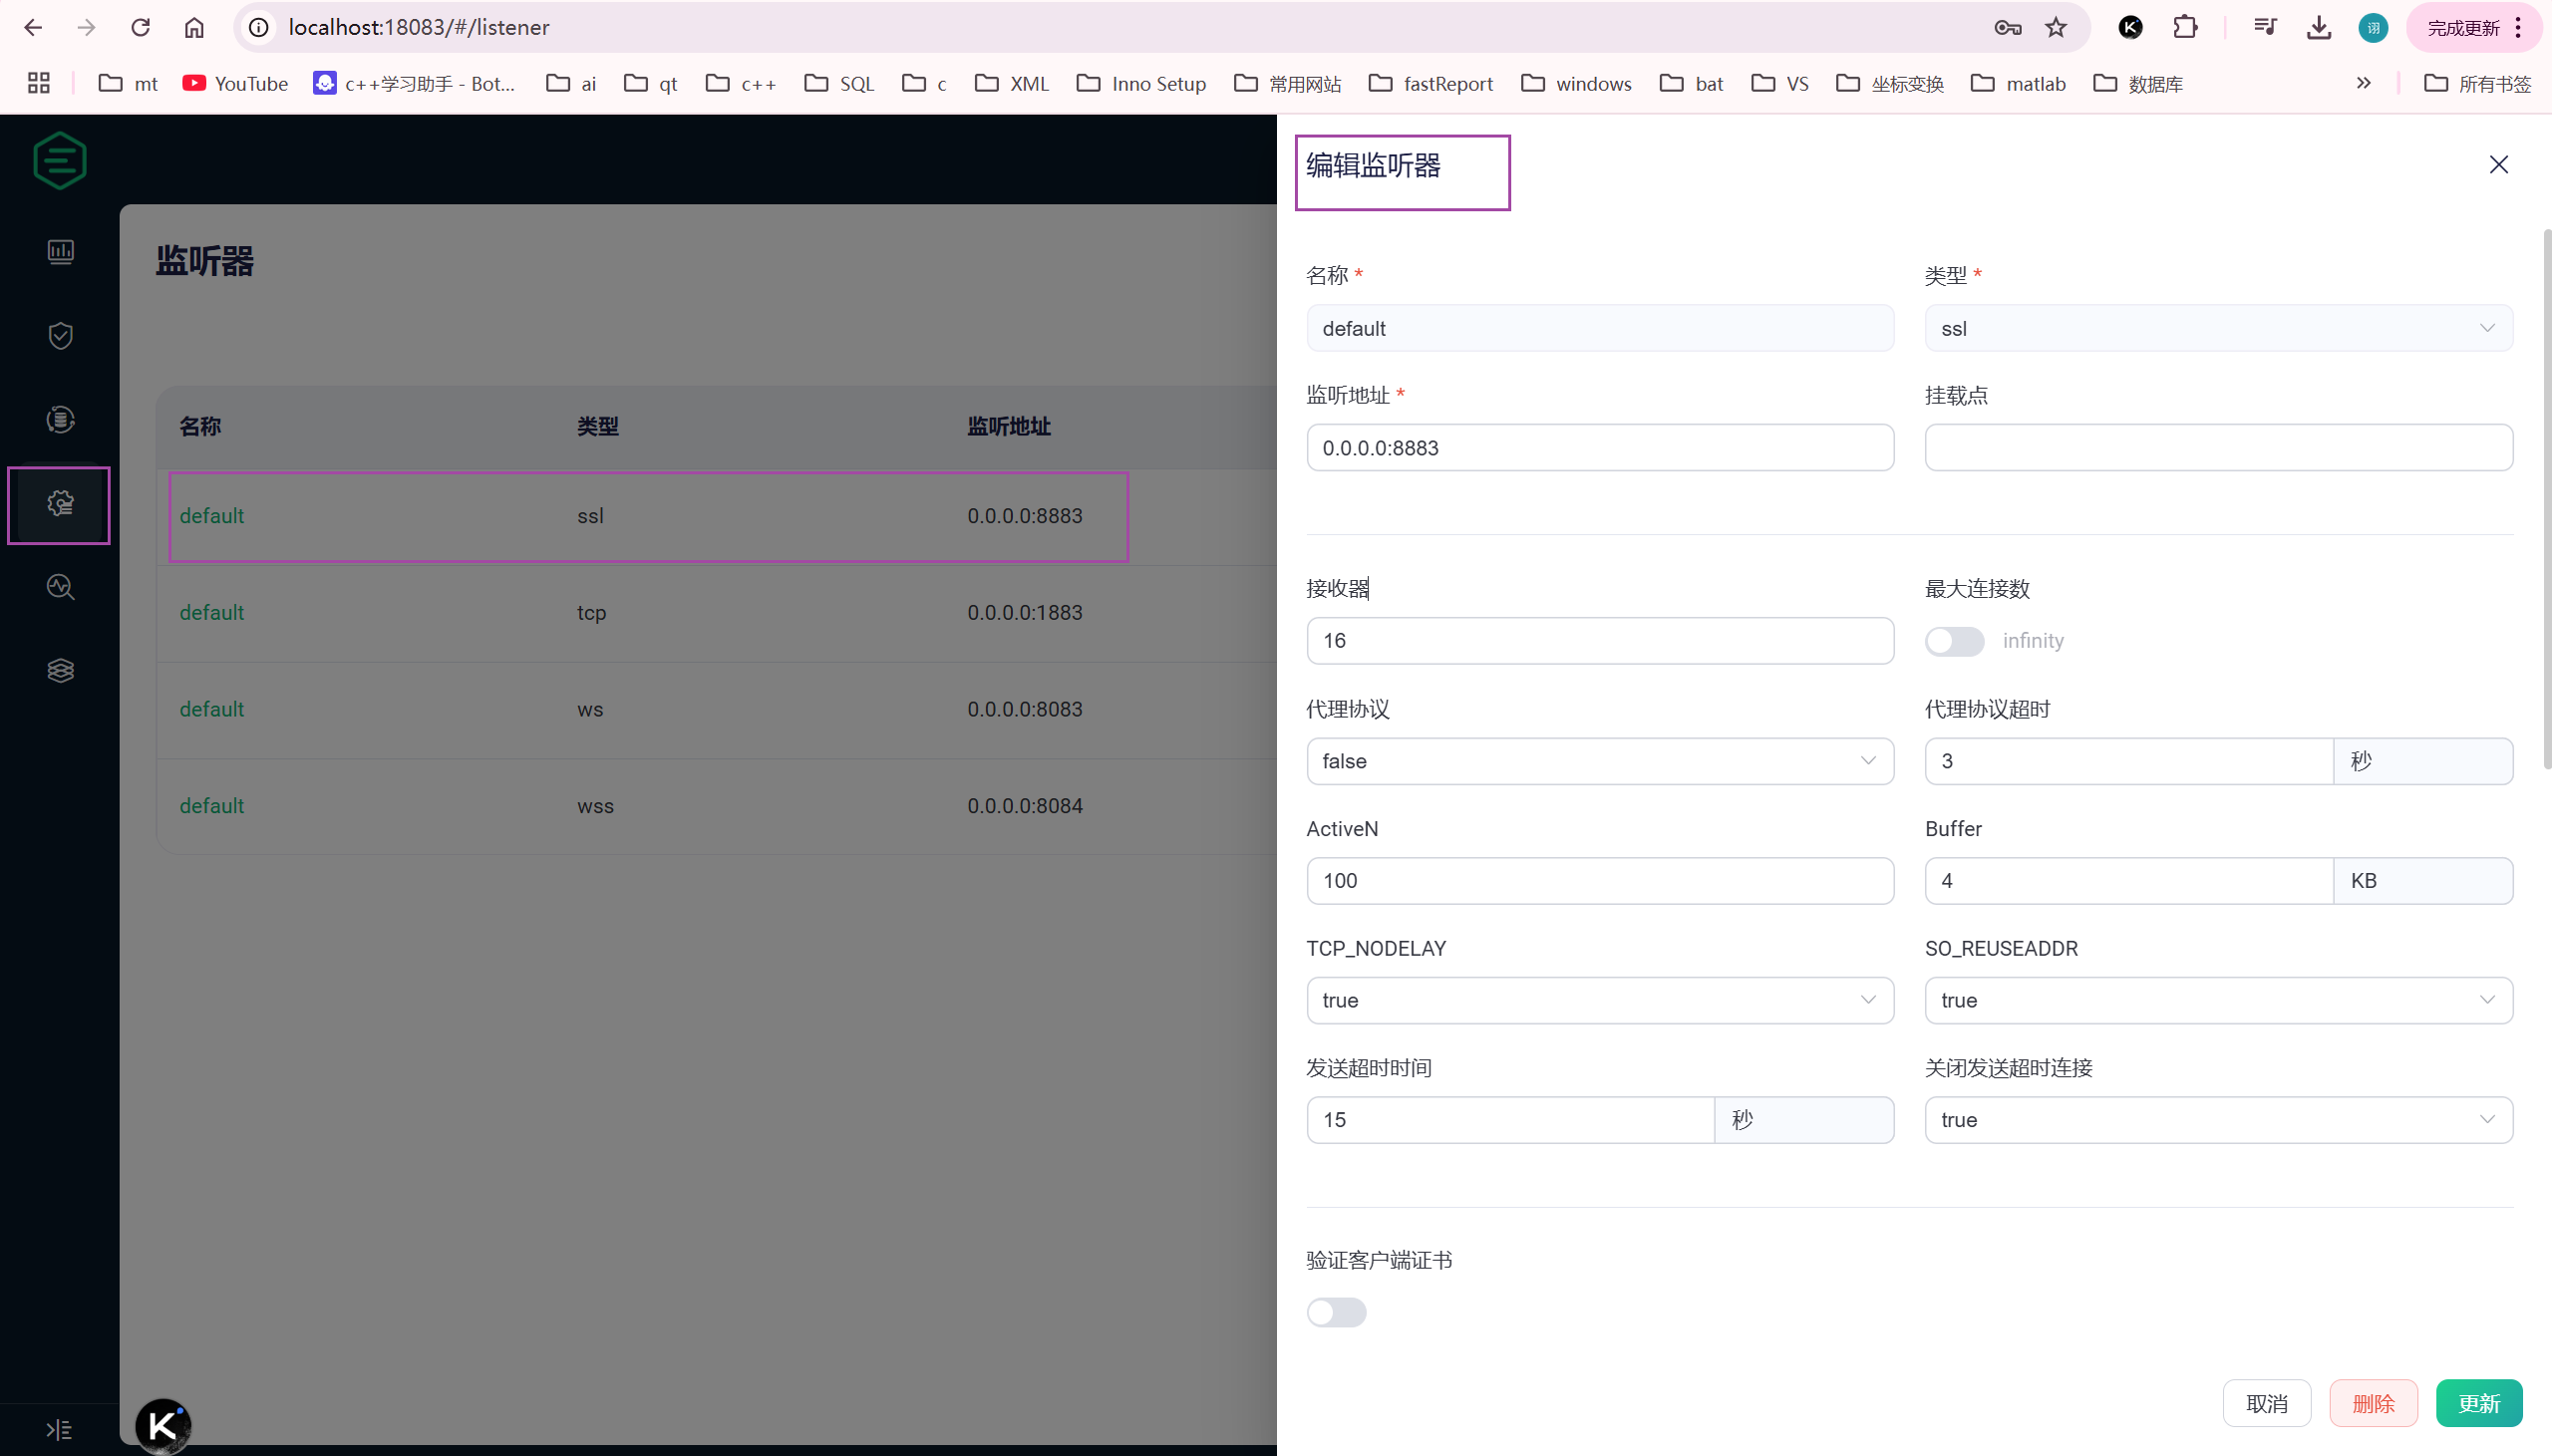 localhost:18083/#/listener
完成更新
mt
YouTube
c++学习助手 - Bot...
ai
qt
c++
SQL
c
XML
Inno Setup
常用网站
fastReport
windows
bat
VS
坐标变换
matlab
数据库
所有书签
监听器
名称 类型 监听地址
default ssl 0.0.0.0:8883
default tcp 0.0.0.0:1883
default ws 0.0.0.0:8083
default wss 0.0.0.0:8084
编辑监听器
名称 * 类型 *
default ssl
监听地址 * 挂载点
0.0.0.0:8883
接收器 最大连接数
16 infinity
代理协议 代理协议超时
false 3 秒
ActiveN Buffer
100 4 KB
TCP_NODELAY SO_REUSEADDR
true true
发送超时时间 关闭发送超时连接
15 秒 true
验证客户端证书
取消 删除 更新
K